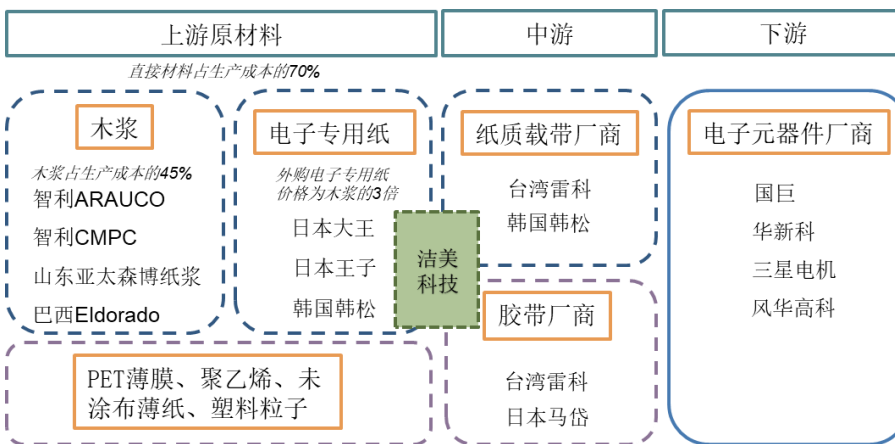 上游原材料
中游
下游
直接材料占生产成本的70%
木浆
木浆占生产成本的45%
智利ARAUCO
智利CMPC
山东亚太森博纸浆
巴西Eldorado
电子专用纸
外购电子专用纸
价格为木浆的3倍
日本大王
日本王子
韩国韩松
洁美
科技
纸质载带厂商
台湾雷科
韩国韩松
电子元器件厂商
国巨
华新科
三星电机
风华高科
PET薄膜、聚乙烯、未
涂布薄纸、塑料粒子
胶带厂商
台湾雷科
日本马岱